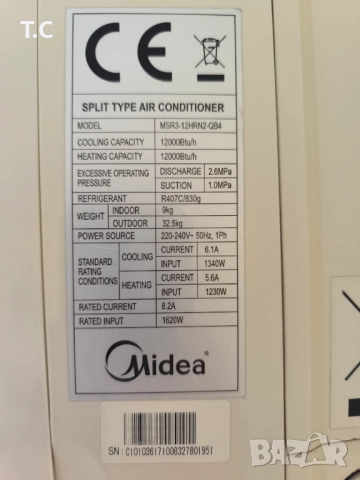 T.C
CE
SPLIT TYPE AIR CONDITIONER
MODEL MSR3-12HRN2-QB4
COOLING CAPACITY 12000Btu/h
HEATING CAPACITY 12000Btu/h
EXCESSIVE OPERATING PRESSURE DISCHARGE 2.6MPa
SUCTION 1.0MPa
REFRIGERANT R407C/830g
WEIGHT INDOOR 9kg
OUTDOOR 32.5kg
POWER SOURCE 220-240V~ 50Hz, 1Ph
STANDARD RATING CONDITIONS COOLING CURRENT 6.1A
INPUT 1340W
HEATING CURRENT 5.6A
INPUT 1230W
RATED CURRENT 8.2A
RATED INPUT 1620W
Midea®
SN : C101036171008327801951
BAZAR